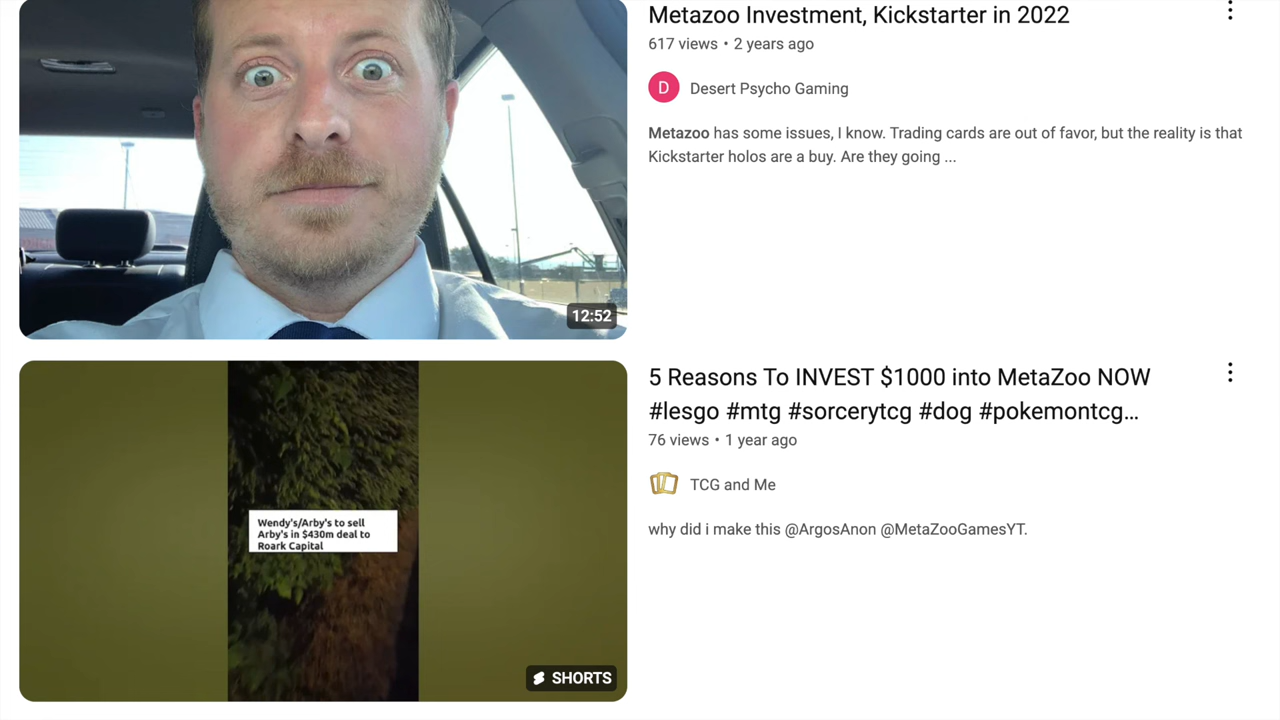 Metazoo Investment, Kickstarter in 2022
617 views • 2 years ago
D
Desert Psycho Gaming
Metazoo has some issues, I know. Trading cards are out of favor, but the reality is that
Kickstarter holos are a buy. Are they going ...
12:52
5 Reasons To INVEST $1000 into MetaZoo NOW
#lesgo #mtg #sorcerytcg #dog #pokemontcg...
76 views • 1 year ago
TCG and Me
why did i make this @ArgosAnon @MetaZooGamesYT.
Wendy's/Arby's to sell
Arby's in $430m deal to
Roark Capital
SHORTS